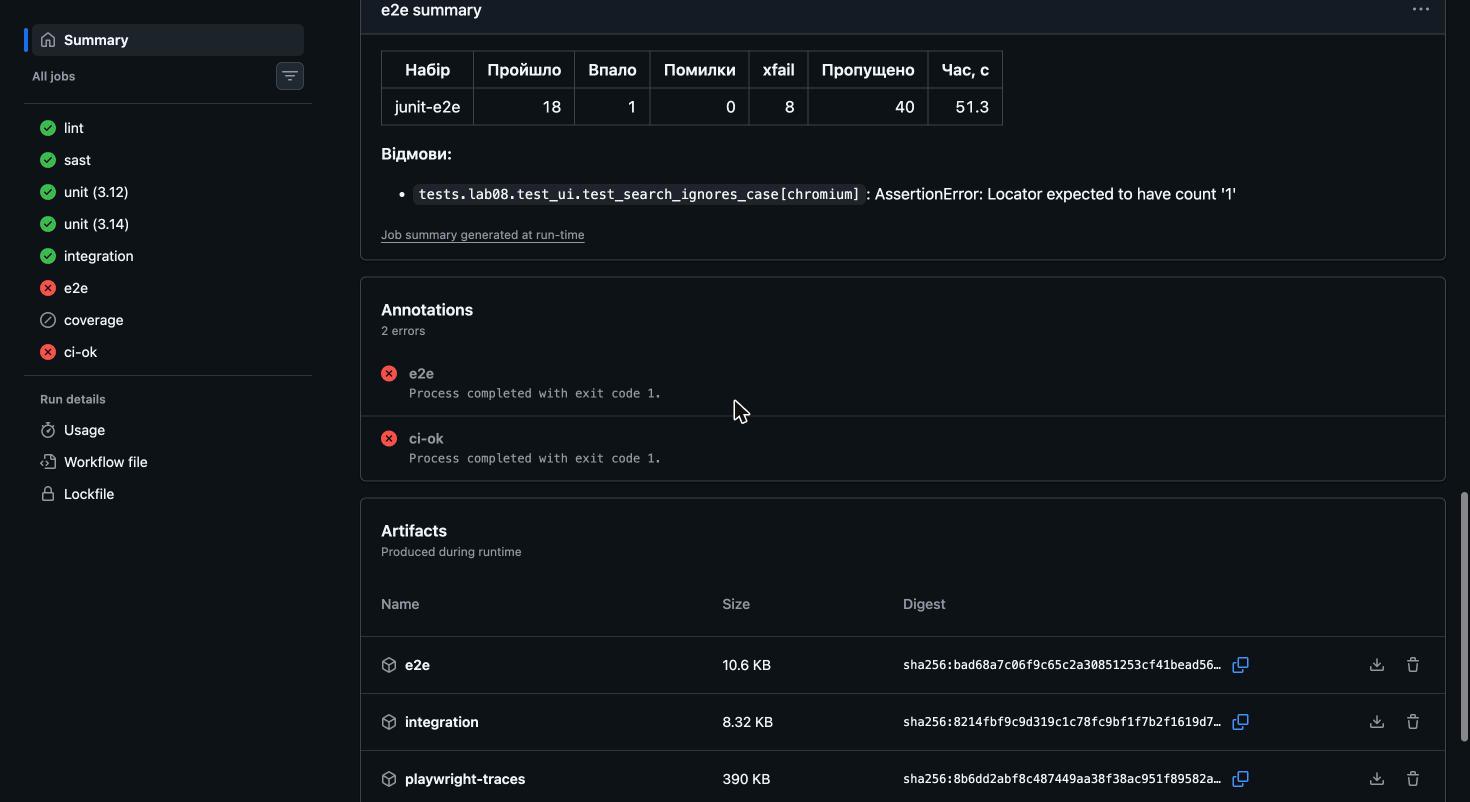 Summary
All jobs
lint
sast
unit (3.12)
unit (3.14)
integration
e2e
coverage
ci-ok
Run details
Usage
Workflow file
Lockfile
e2e summary
Набір Пройшло Впало Помилки xfail Пропущено Час, с
junit-e2e 18 1 0 8 40 51.3
Відмови:
• tests.lab08.test_ui.test_search_ignores_case[chromium] : AssertionError: Locator expected to have count '1'
Job summary generated at run-time
Annotations
2 errors
e2e
Process completed with exit code 1.
ci-ok
Process completed with exit code 1.
Artifacts
Produced during runtime
Name Size Digest
e2e 10.6 KB sha256:bad68a7c06f9c65c2a30851253cf41bead56…
integration 8.32 KB sha256:8214fbf9c9d319c1c78fc9bf1f7b2f1619d7…
playwright-traces 390 KB sha256:8b6dd2abf8c487449aa38f38ac951f89582a…